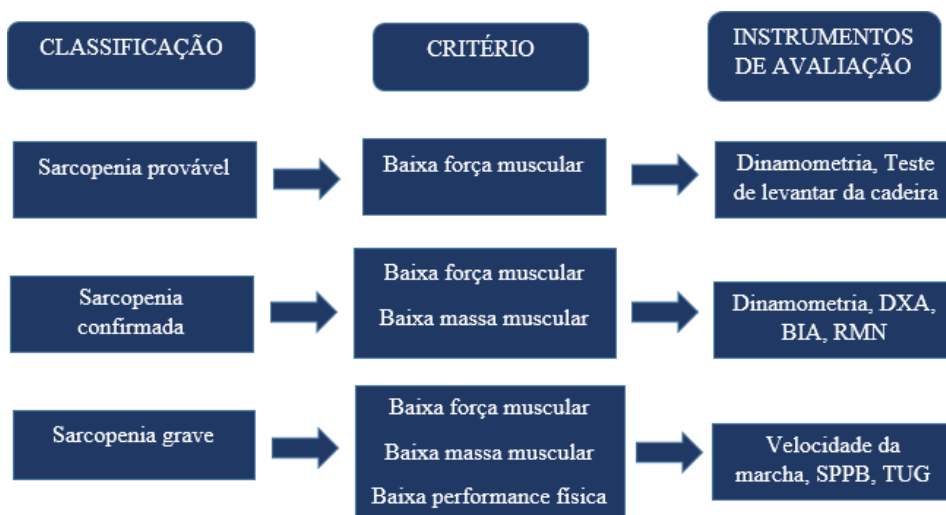 CLASSIFICAÇÃO
CRITÉRIO
INSTRUMENTOS
DE AVALIAÇÃO
Sarcopenia provável
Baixa força muscular
Dinamometria, Teste
de levantar da cadeira
Sarcopenia
confirmada
Baixa força muscular
Baixa massa muscular
Dinamometria, DXA,
BIA, RMN
Sarcopenia grave
Baixa força muscular
Baixa massa muscular
Baixa performance física
Velocidade da
marcha, SPPB, TUG